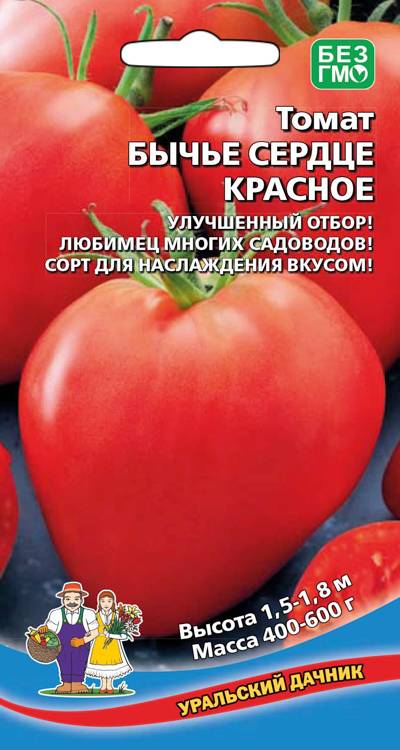 БЕЗ
ГМО
Томат
БЫЧЬЕ СЕРДЦЕ
КРАСНОЕ
УЛУЧШЕННЫЙ ОТБОР!
ЛЮБИМЕЦ МНОГИХ САДОВОДОВ!
СОРТ ДЛЯ НАСЛАЖДЕНИЯ ВКУСОМ!
Высота 1,5-1,8 м
Масса 400-600 г
УРАЛЬСКИЙ ДАЧНИК